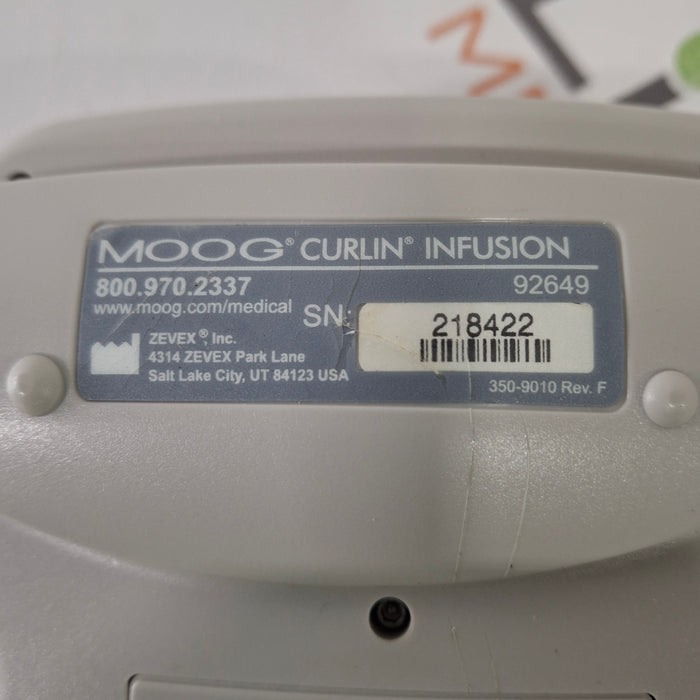 MOOG® CURLIN® INFUSION
800.970.2337
92649
www.moog.com/medical
SN:
218422
ZEVEX®, Inc.
4314 ZEVEX Park Lane
Salt Lake City, UT 84123 USA
350-9010 Rev. F